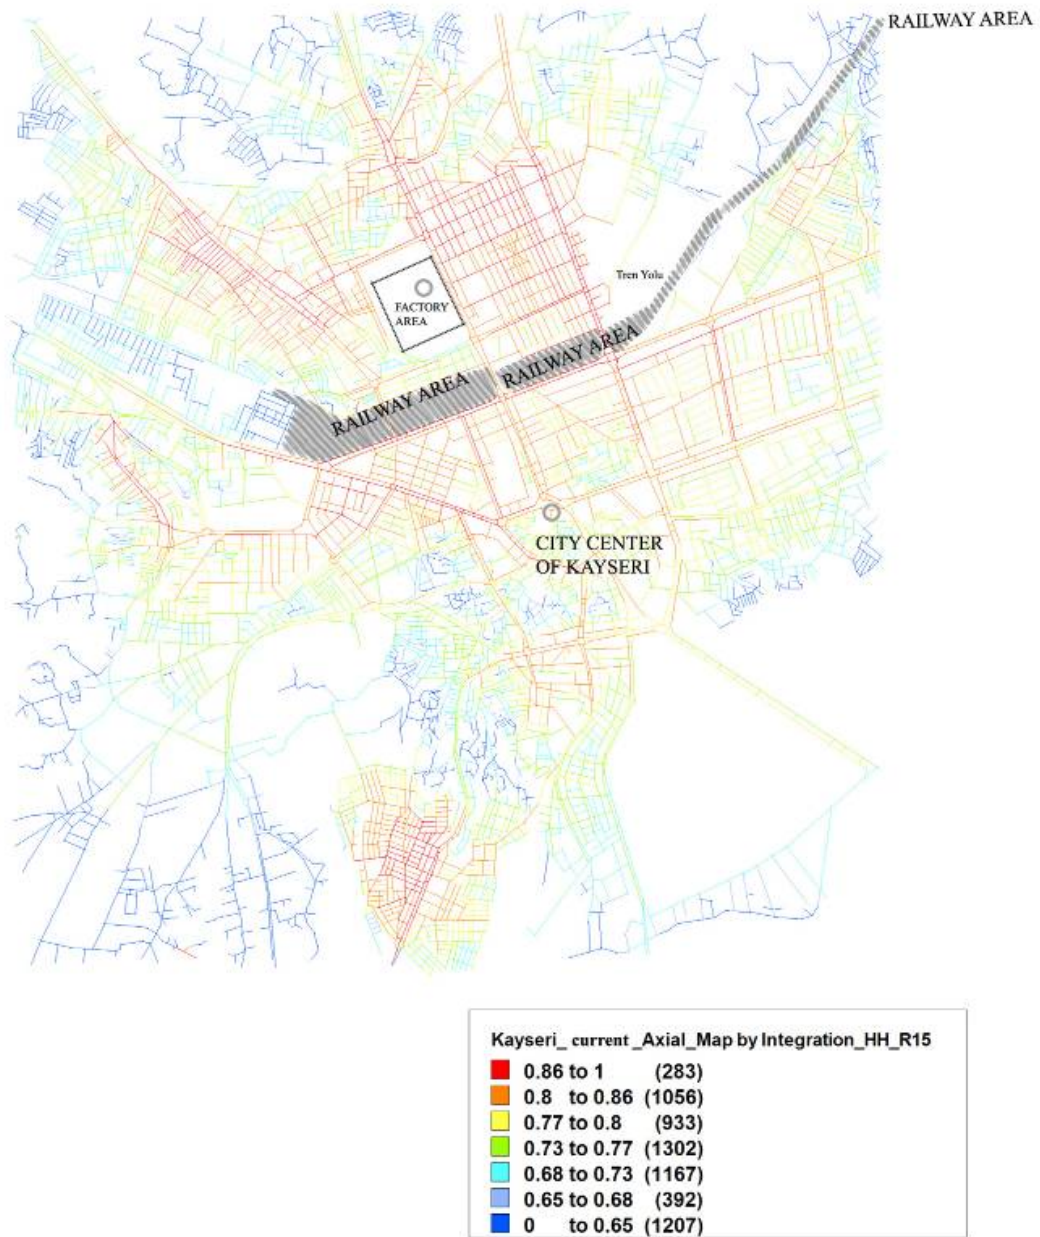 RAILWAY AREA
Tren Yolu
FACTORY
AREA
RAILWAY AREA
RAILWAY AREA
CITY CENTER
OF KAYSERI
Kayseri_ current _Axial_Map by Integration_HH_R15
0.86 to 1 (283)
0.8 to 0.86 (1056)
0.77 to 0.8 (933)
0.73 to 0.77 (1302)
0.68 to 0.73 (1167)
0.65 to 0.68 (392)
0 to 0.65 (1207)